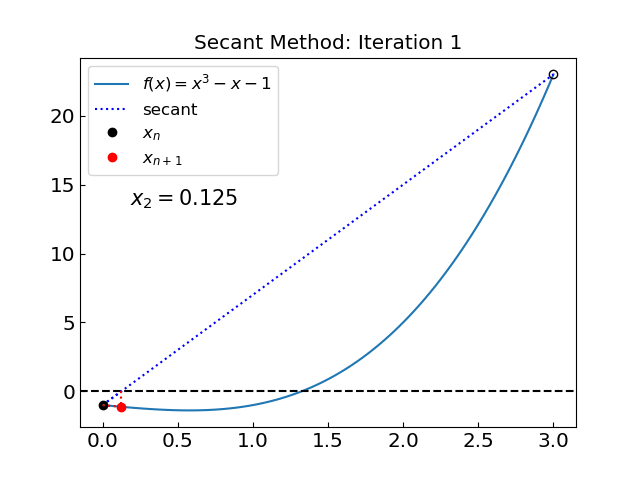 Secant Method: Iteration 1
f(x) = x³ − x − 1
secant
xₙ
xₙ₊₁
x₂ = 0.125
20
15
10
5
0
0.0 0.5 1.0 1.5 2.0 2.5 3.0